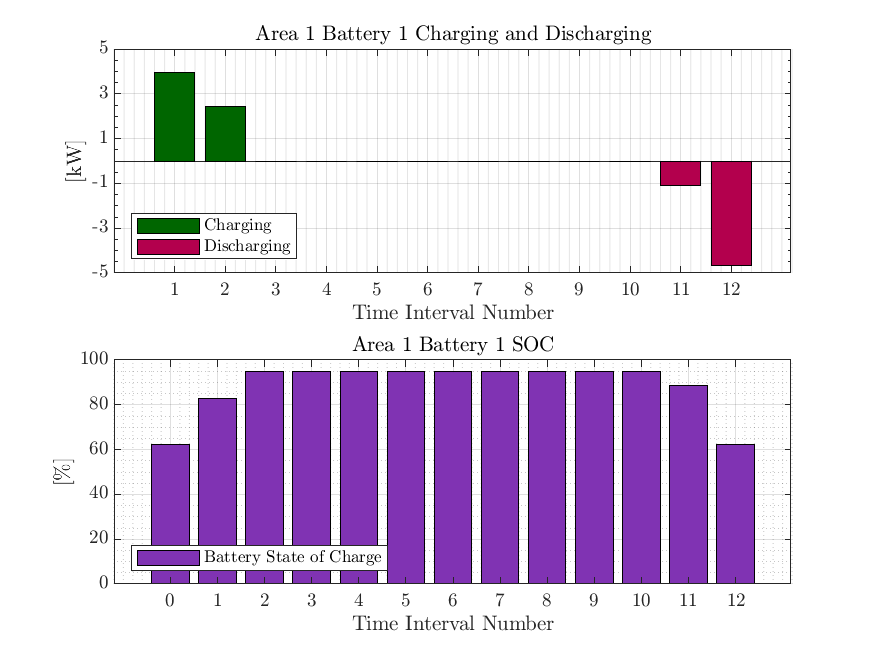 Area 1 Battery 1 Charging and Discharging
5
3
1
-1
-3
-5
[kW]
Charging
Discharging
1 2 3 4 5 6 7 8 9 10 11 12
Time Interval Number
Area 1 Battery 1 SOC
100
80
60
40
20
0
[%]
Battery State of Charge
0 1 2 3 4 5 6 7 8 9 10 11 12
Time Interval Number